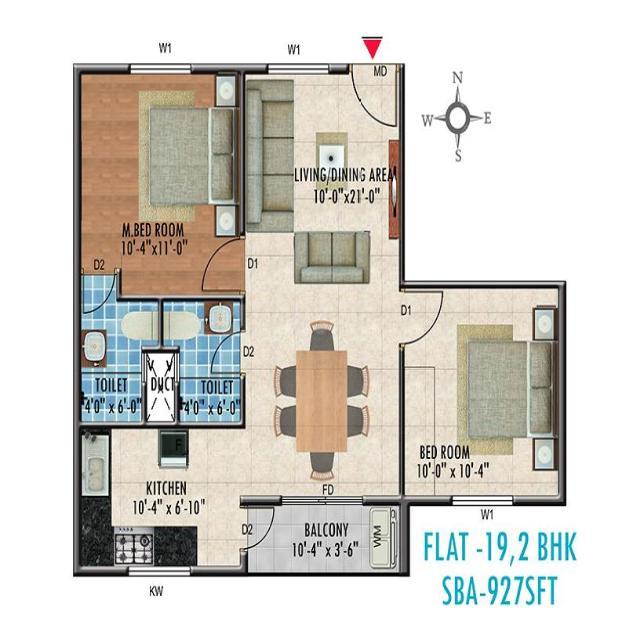 W1
W1
MD
N
W E
S
LIVING/DINING AREA
10'-0"x21'-0"
M.BED ROOM
10'-4"x11'-0"
D2
D1
D1
D2
TOILET
4'0" x 6'-0"
DUCT
TOILET
4'0" x 6'-0"
F
BED ROOM
10'-0" x 10'-4"
KITCHEN
10'-4" x 6'-10"
FD
D2
BALCONY
10'-4" x 3'-6"
WM
W1
KW
FLAT -19,2 BHK
SBA-927SFT